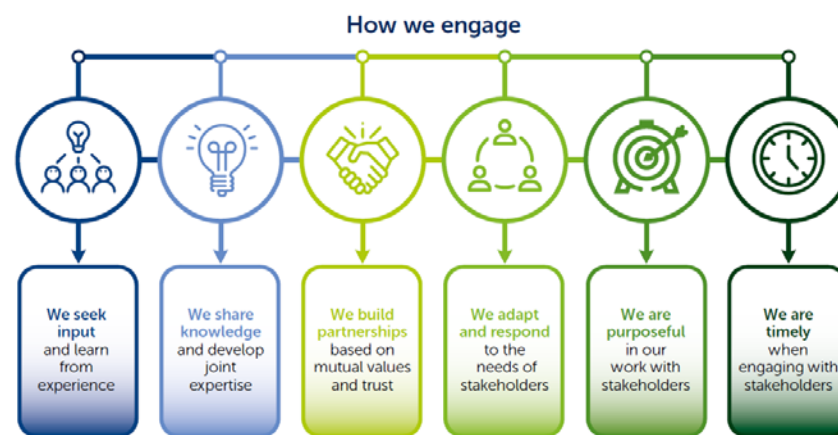 How we engage
We seek
input
and learn
from
experience
We share
knowledge
and develop
joint
expertise
We build
partnerships
based on
mutual values
and trust
We adapt
and respond
to the
needs of
stakeholders
We are
purposeful
in our
work with
stakeholders
We are
timely
when
engaging with
stakeholders